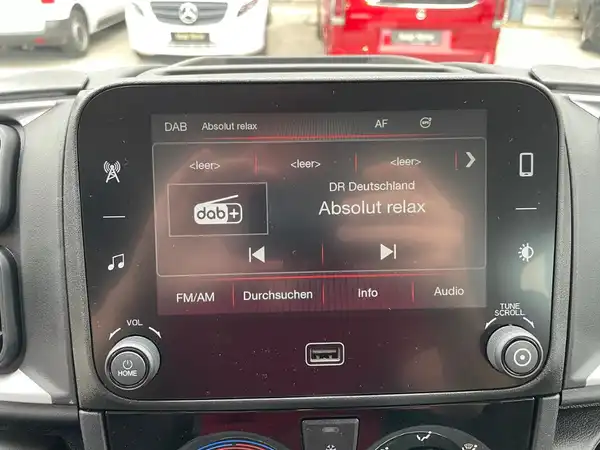 DAB Absolut relax AF
<leer> <leer> <leer>
DR Deutschland
dab+
Absolut relax
FM/AM Durchsuchen Info Audio
VOL
HOME
TUNE
SCROLL